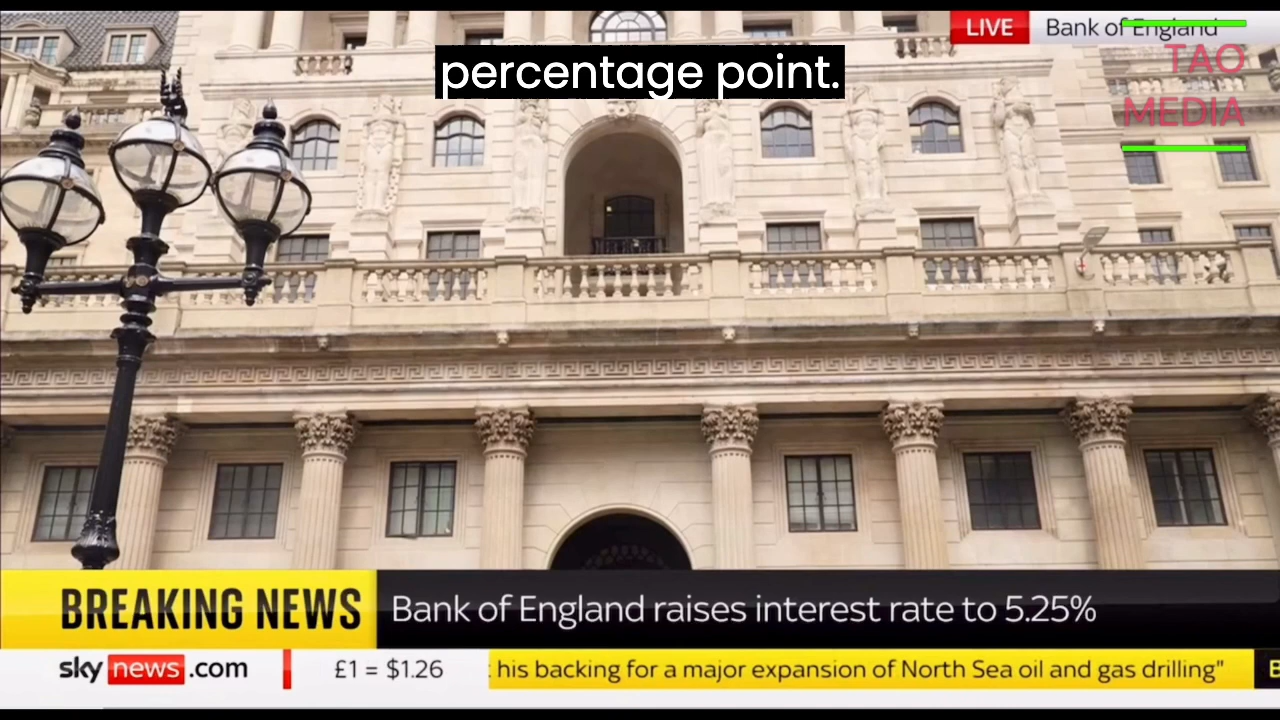 LIVE Bank of England
percentage point.
TAO
MEDIA
BREAKING NEWS Bank of England raises interest rate to 5.25%
sky news .com £1 = $1.26 his backing for a major expansion of North Sea oil and gas drilling"